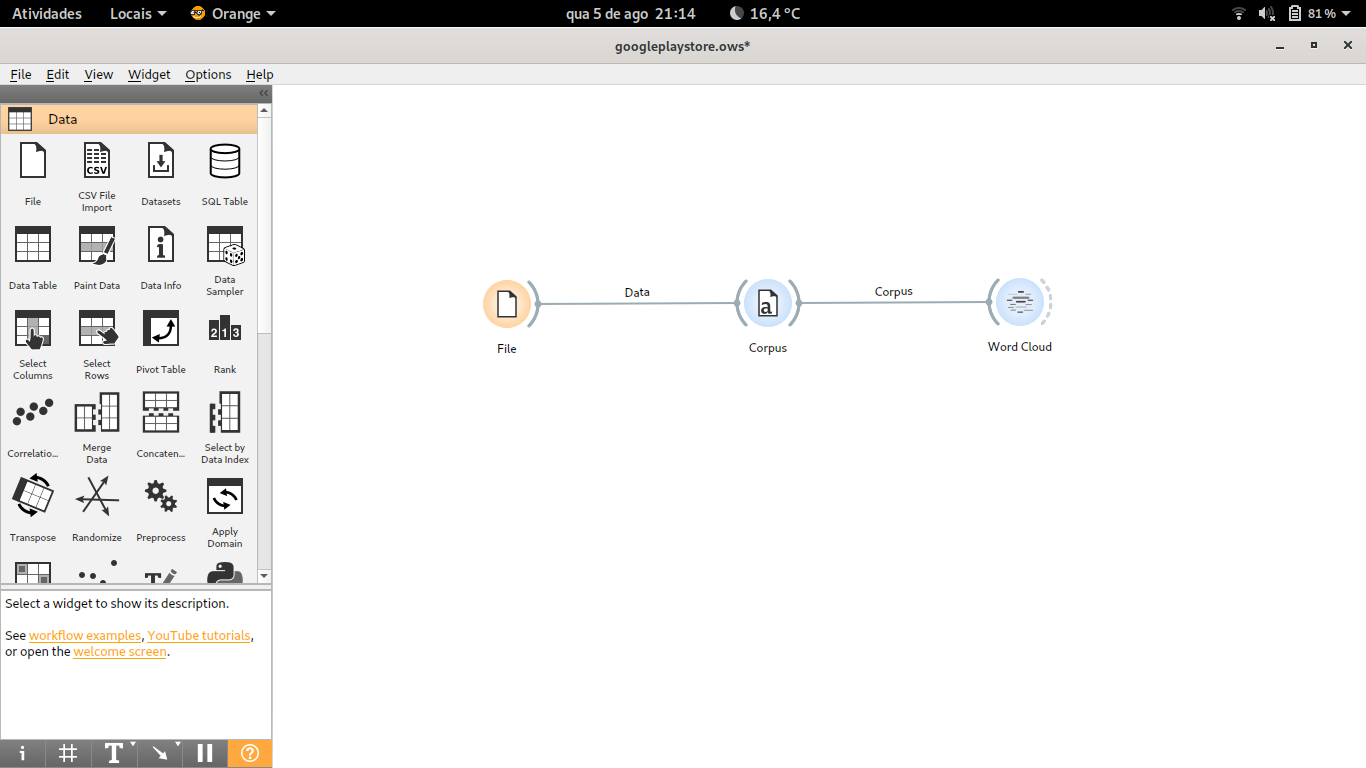 Atividades Locais Orange qua 5 de ago 21:14 16,4 °C 81 %
googleplaystore.ows*
File Edit View Widget Options Help
Data
CSV
File CSV File Import Datasets SQL Table
Data Table Paint Data Data Info Data Sampler
2 1 3
Select Columns Select Rows Pivot Table Rank
Correlatio... Merge Data Concaten... Select by Data Index
Transpose Randomize Preprocess Apply Domain
Select a widget to show its description.
See workflow examples, YouTube tutorials,
or open the welcome screen.
Data Corpus
a
File Corpus Word Cloud